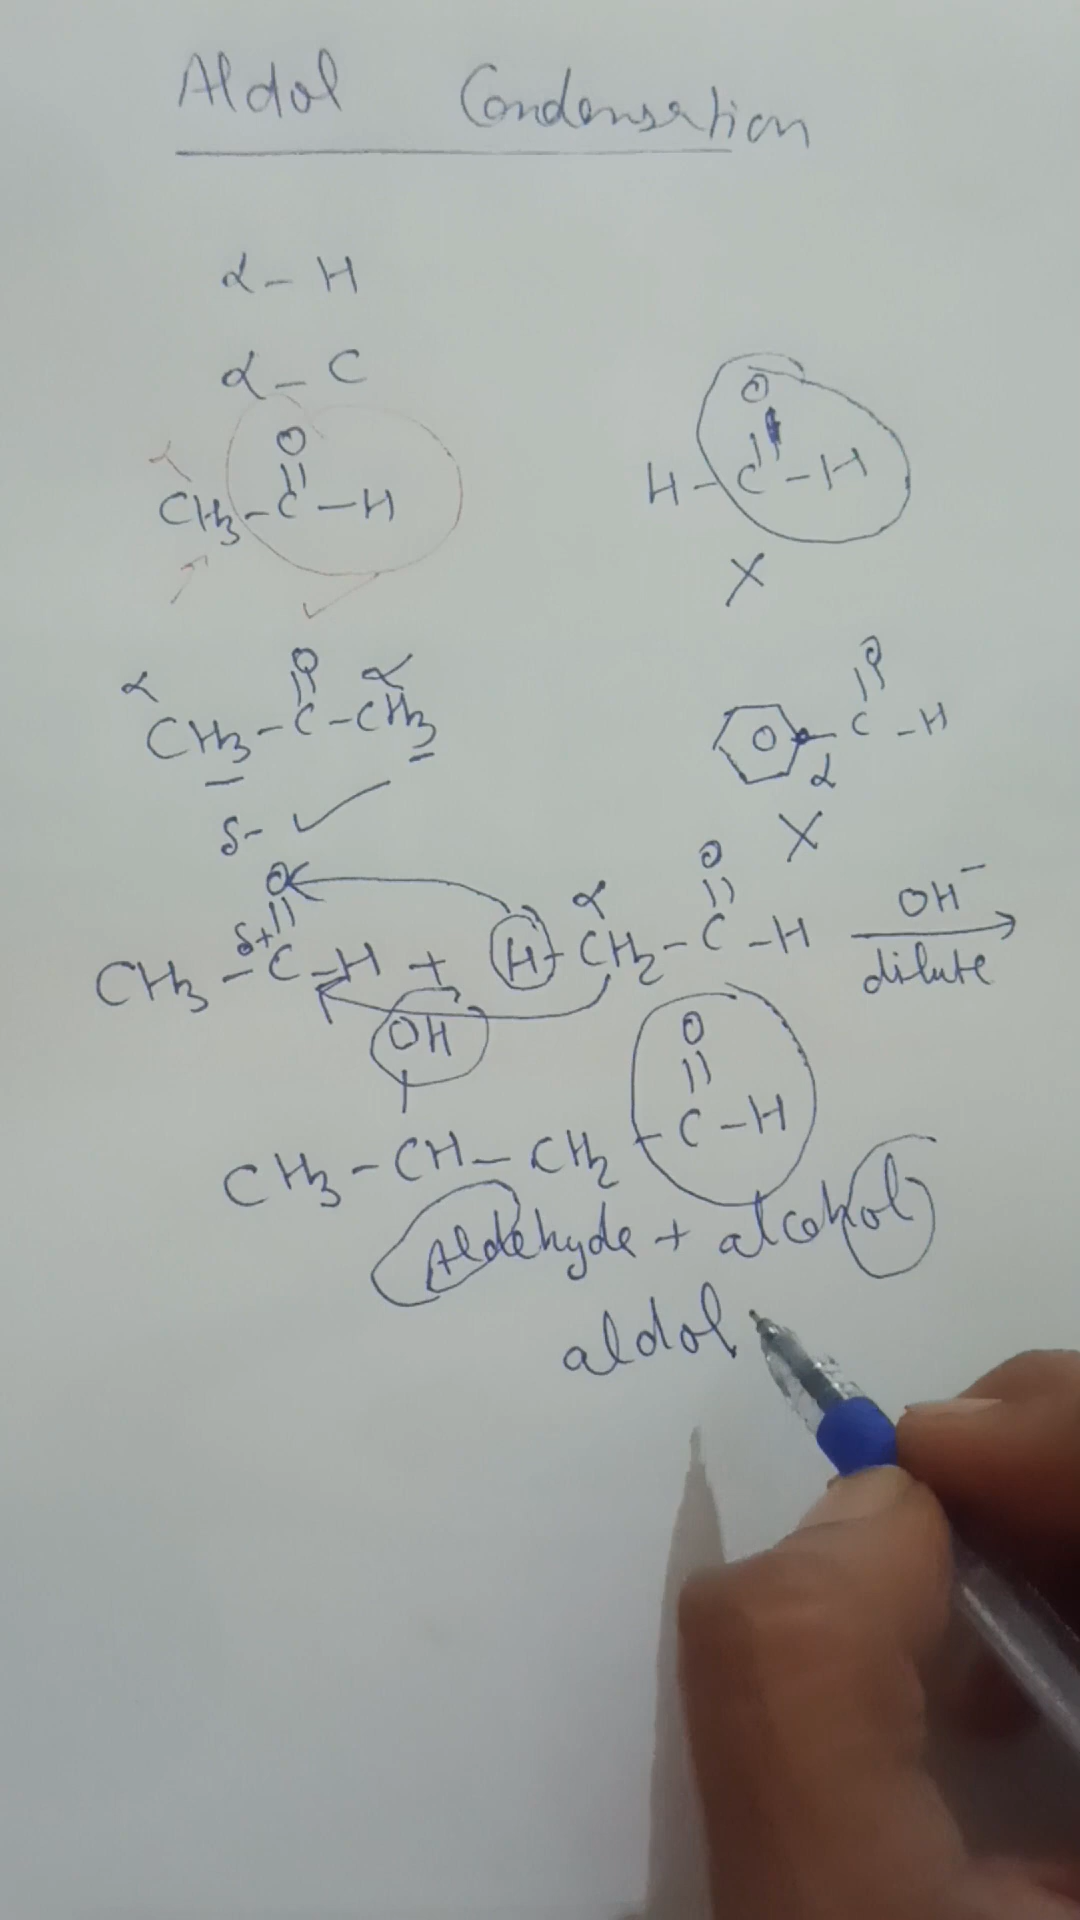 Aldol Condensation
α - H
α - C
α
O
||
CH₃ - C - H
O
||
H - C - H
X
α O α
||
CH₃ - C - CH₃
O
||
C - H
α
X
δ-
O
||
δ+
CH₃ - C - H + H - CH₂ - C - H
α
O
||
OH⁻
dilute
OH
|
O
||
CH₃ - CH - CH₂ - C - H
Aldehyde + alcohol
aldol